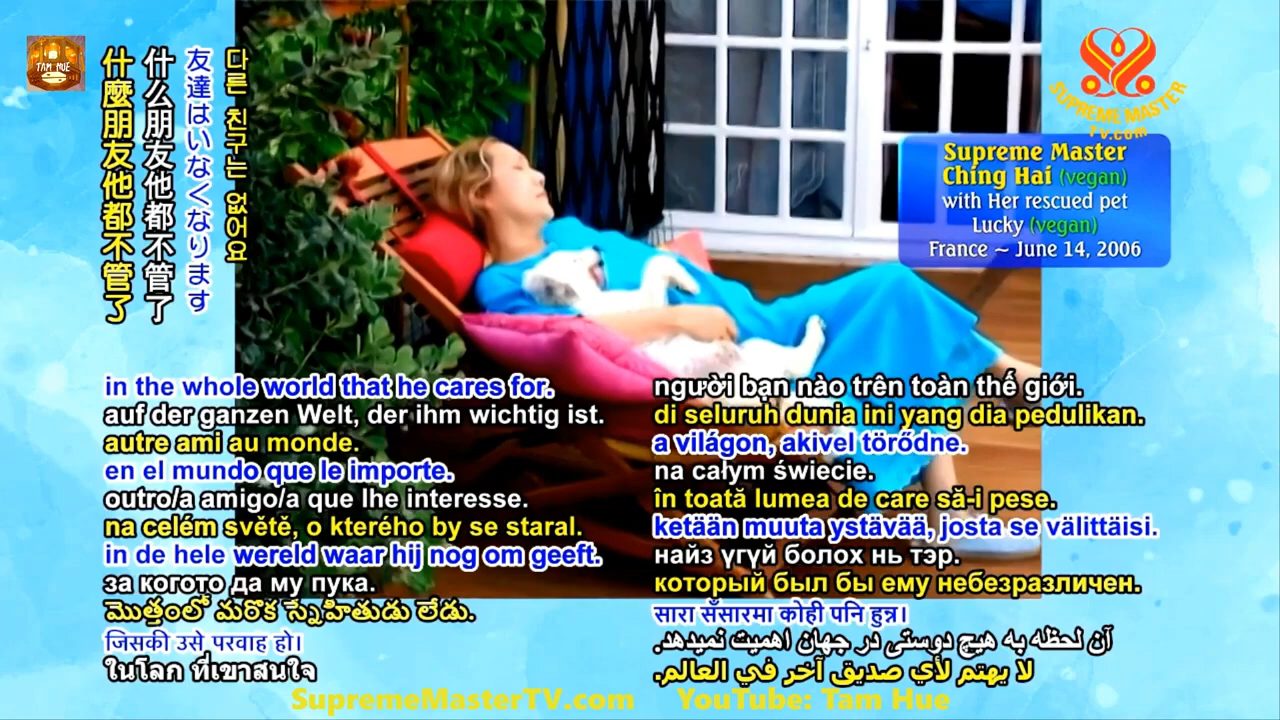 TAM HUE
什麼朋友他都不管了
什么朋友他都不管了
友達はいなくなります
다른 친구는 없어요
SUPREME MASTER
TV.com
Supreme Master
Ching Hai (vegan)
with Her rescued pet
Lucky (vegan)
France ~ June 14, 2006
in the whole world that he cares for.
auf der ganzen Welt, der ihm wichtig ist.
autre ami au monde.
en el mundo que le importe.
outro/a amigo/a que lhe interesse.
na celém světě, o kterého by se staral.
in de hele wereld waar hij nog om geeft.
за когото да му пука.
మొత్తంలో మరొక స్నేహితుడు లేడు.
जिसकी उसे परवाह हो।
ในโลก ที่เขาสนใจ
người bạn nào trên toàn thế giới.
di seluruh dunia ini yang dia pedulikan.
a világon, akivel törődne.
na całym świecie.
în toată lumea de care să-i pese.
ketään muuta ystävää, josta se välittäisi.
найз үгүй болох нь тэр.
который был бы ему небезразличен.
सारा सँसारमा कोही पनि हुन्न।
آن لحظه به هیچ دوستی در جهان اهمیت نمیدهد.
لا يهتم لأي صديق آخر في العالم.
SupremeMasterTV.com
YouTube: Tam Hue